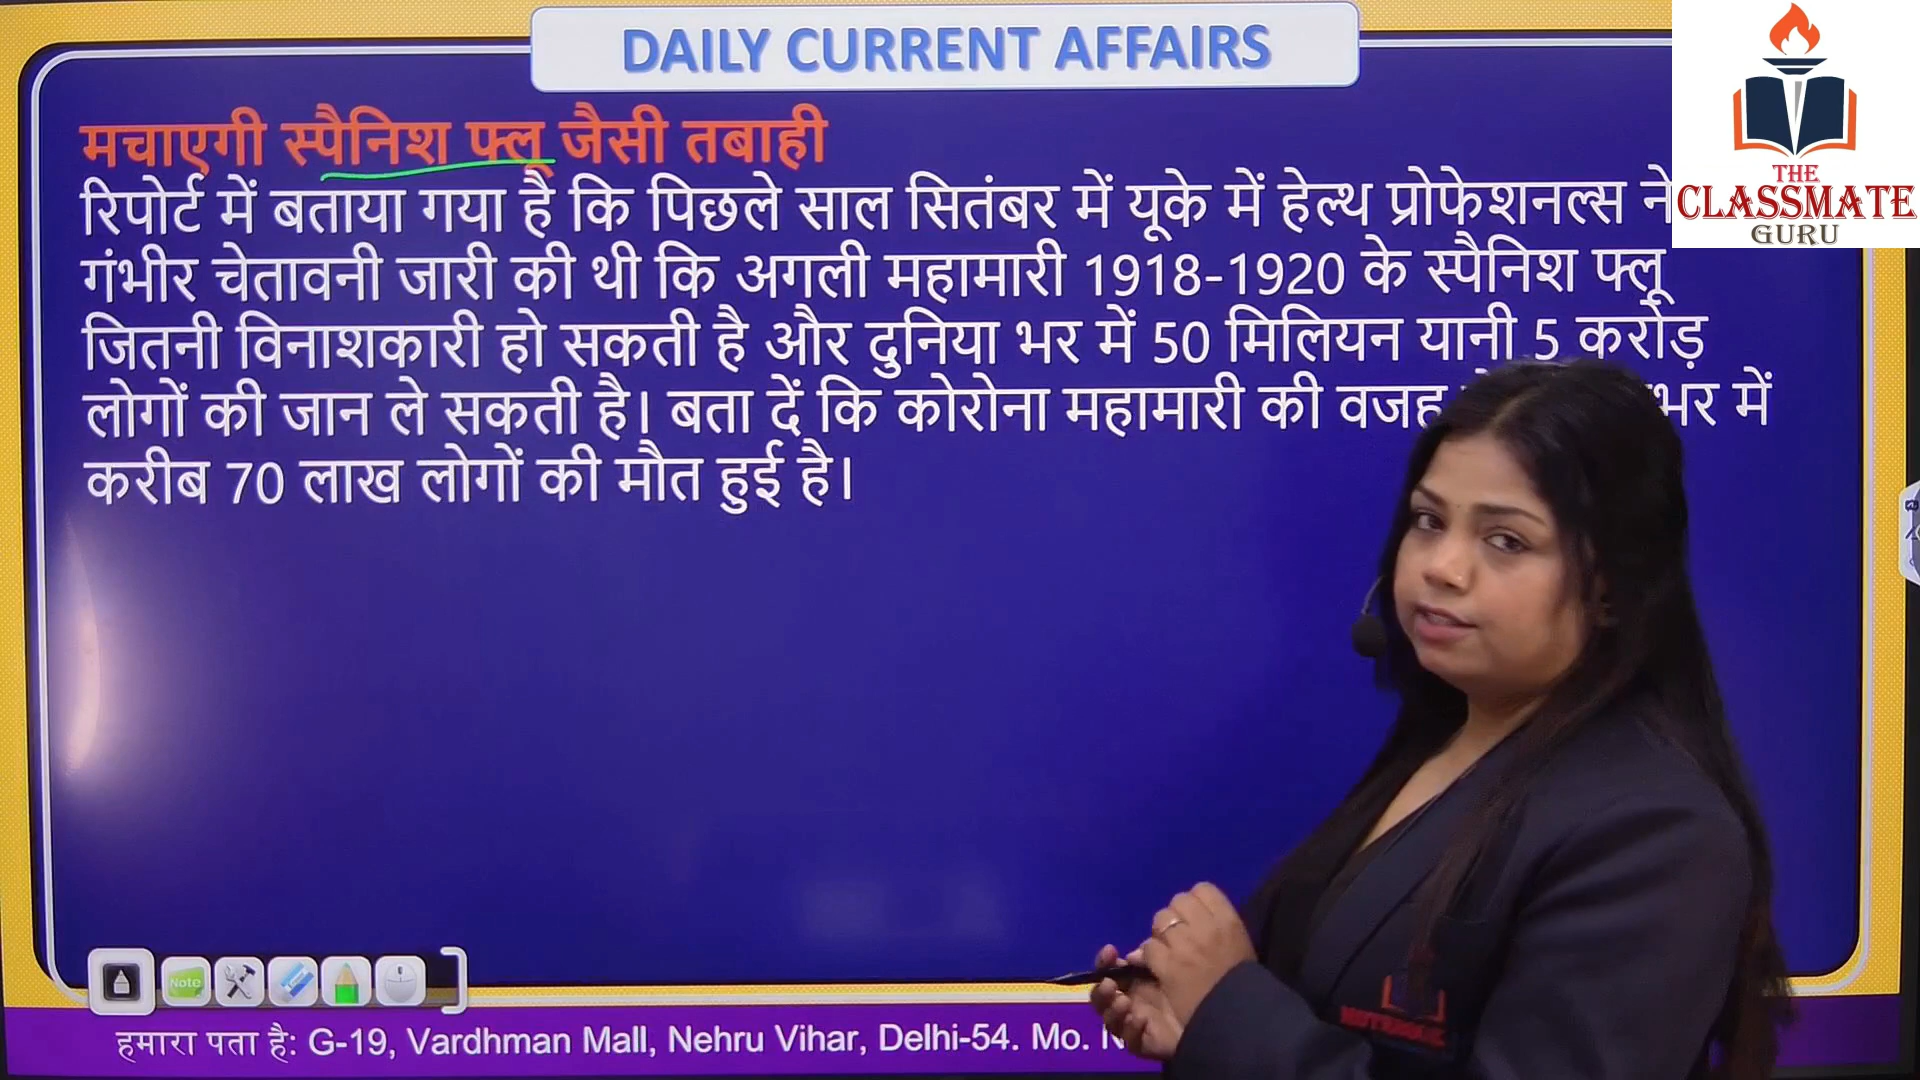 DAILY CURRENT AFFAIRS
THE
CLASSMATE
GURU
मचाएगी स्पैनिश फ्लू जैसी तबाही
रिपोर्ट में बताया गया है कि पिछले साल सितंबर में यूके में हेल्थ प्रोफेशनल्स ने
गंभीर चेतावनी जारी की थी कि अगली महामारी 1918-1920 के स्पैनिश फ्लू
जितनी विनाशकारी हो सकती है और दुनिया भर में 50 मिलियन यानी 5 करोड़
लोगों की जान ले सकती है। बता दें कि कोरोना महामारी की वजह भर में
करीब 70 लाख लोगों की मौत हुई है।
Note
हमारा पता है: G-19, Vardhman Mall, Nehru Vihar, Delhi-54. Mo.